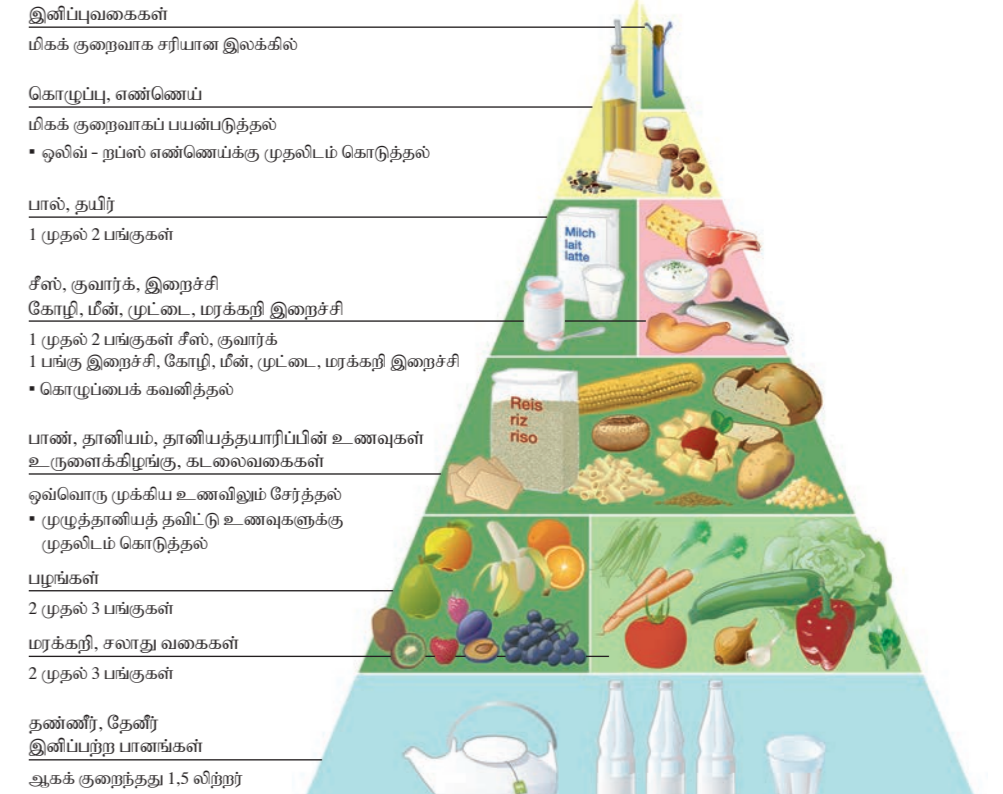 இனிப்புவகைகள்
மிகக் குறைவாக சரியான இலக்கில்
கொழுப்பு, எண்ணெய்
மிகக் குறைவாகப் பயன்படுத்தல்
▪ ஒலிவ் - றப்ஸ் எண்ணெய்க்கு முதலிடம் கொடுத்தல்
பால், தயிர்
1 முதல் 2 பங்குகள்
Milch
lait
latte
சீஸ், குவார்க், இறைச்சி
கோழி, மீன், முட்டை, மரக்கறி இறைச்சி
1 முதல் 2 பங்குகள் சீஸ், குவார்க்
1 பங்கு இறைச்சி, கோழி, மீன், முட்டை, மரக்கறி இறைச்சி
▪ கொழுப்பைக் கவனித்தல்
Reis
riz
riso
பாண், தானியம், தானியத்தயாரிப்பின் உணவுகள்
உருளைக்கிழங்கு, கடலைவகைகள்
ஒவ்வொரு முக்கிய உணவிலும் சேர்த்தல்
▪ முழுத்தானியத் தவிட்டு உணவுகளுக்கு
முதலிடம் கொடுத்தல்
பழங்கள்
2 முதல் 3 பங்குகள்
மரக்கறி, சலாது வகைகள்
2 முதல் 3 பங்குகள்
தண்ணீர், தேனீர்
இனிப்பற்ற பானங்கள்
ஆகக் குறைந்தது 1,5 லிற்றர்